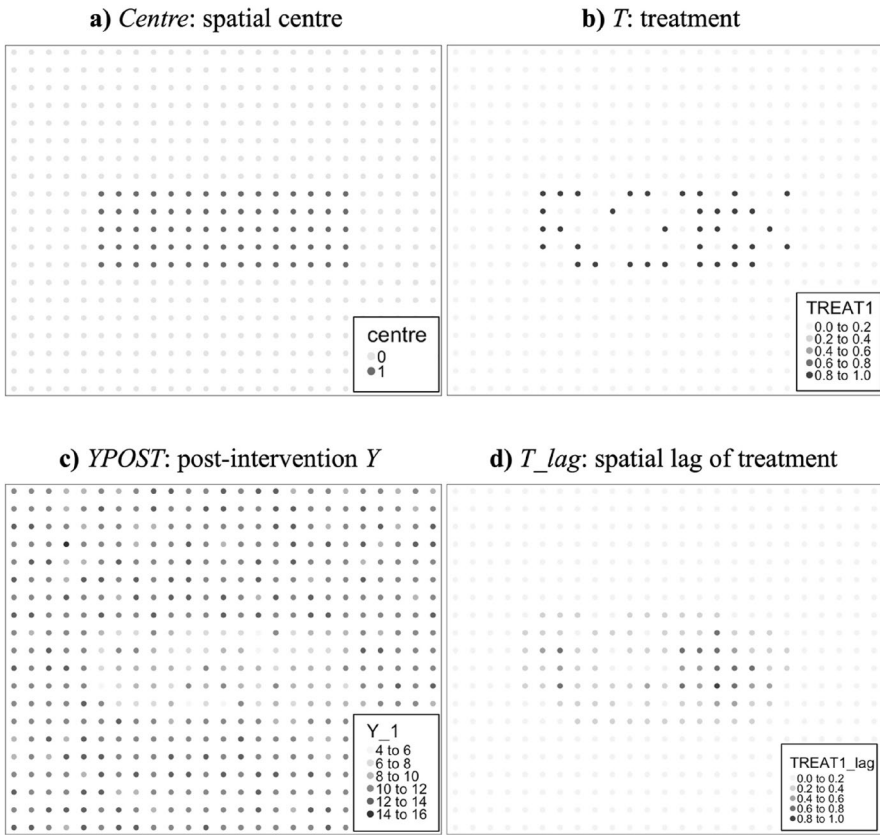 a) Centre: spatial centre
b) T: treatment
centre
0
1
TREAT1
0.0 to 0.2
0.2 to 0.4
0.4 to 0.6
0.6 to 0.8
0.8 to 1.0
c) YPOST: post-intervention Y
d) T_lag: spatial lag of treatment
Y_1
4 to 6
6 to 8
8 to 10
10 to 12
12 to 14
14 to 16
TREAT1_lag
0.0 to 0.2
0.2 to 0.4
0.4 to 0.6
0.6 to 0.8
0.8 to 1.0